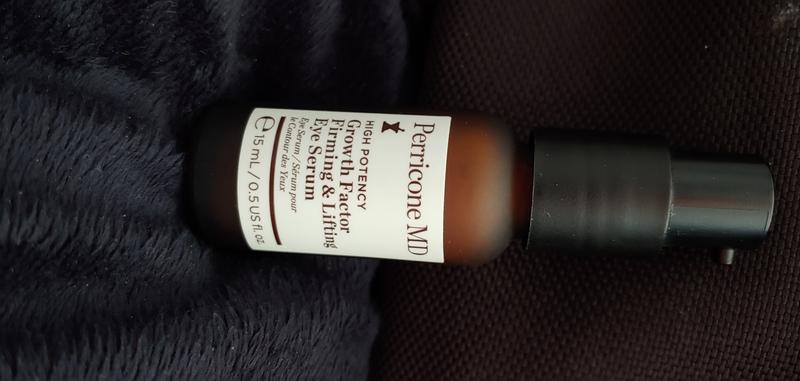 Perricone MD
HIGH POTENCY
Growth Factor
Firming & Lifting
Eye Serum
Eye Serum / Sérum pour
le Contour des Yeux
℮ 15 mL / 0.5 US fl. oz.